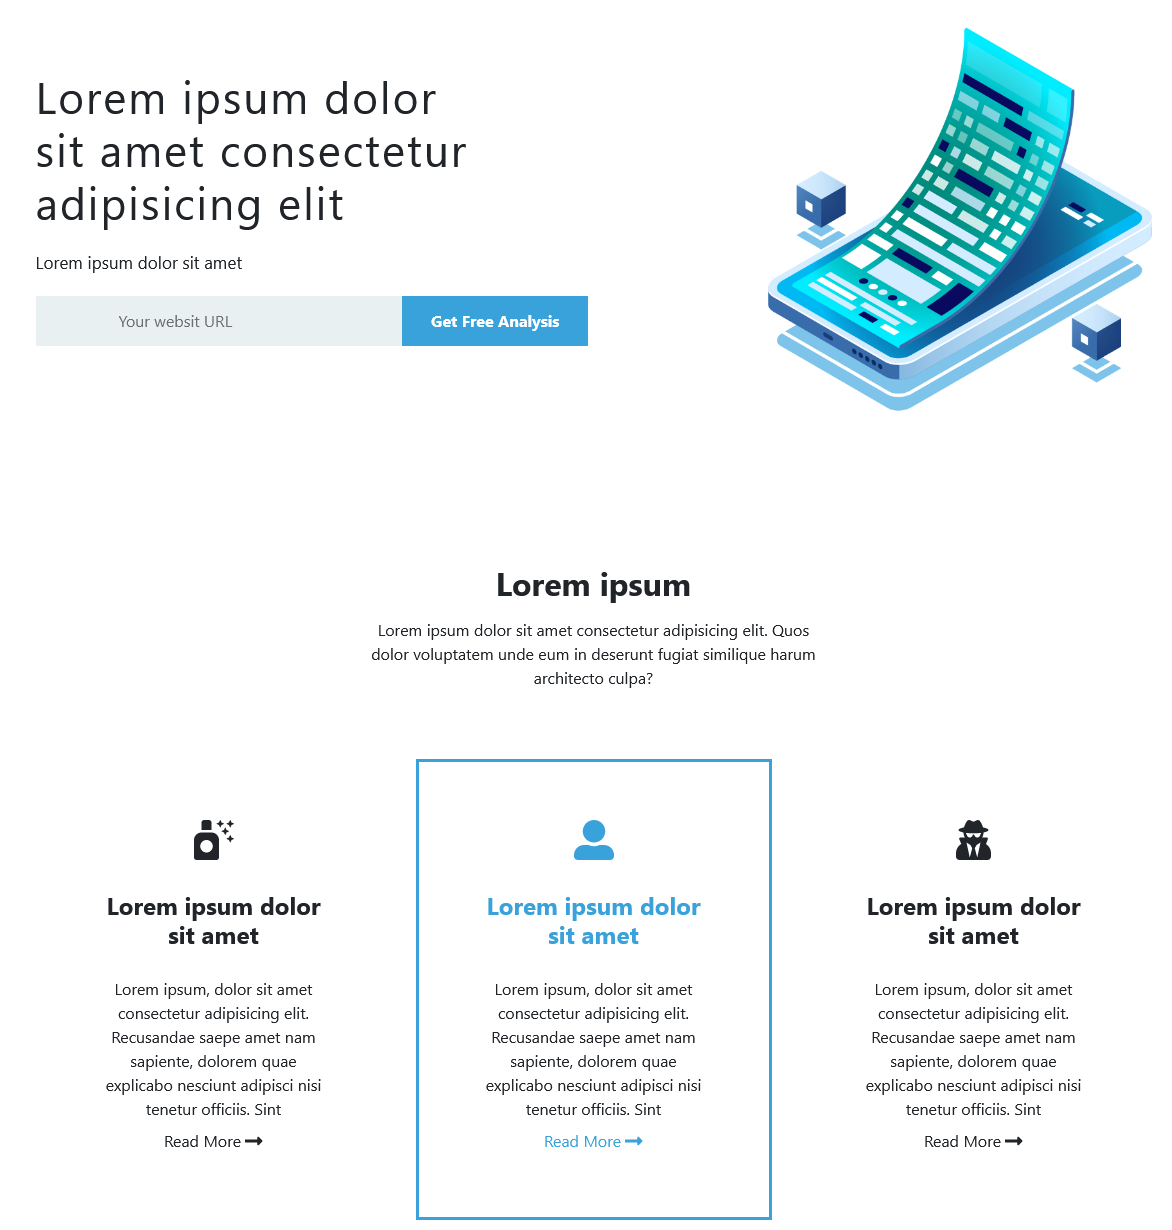 Lorem ipsum dolor
sit amet consectetur
adipisicing elit
Lorem ipsum dolor sit amet
Your websit URL
Get Free Analysis
Lorem ipsum
Lorem ipsum dolor sit amet consectetur adipisicing elit. Quos
dolor voluptatem unde eum in deserunt fugiat similique harum
architecto culpa?
Lorem ipsum dolor
sit amet
Lorem ipsum, dolor sit amet
consectetur adipisicing elit.
Recusandae saepe amet nam
sapiente, dolorem quae
explicabo nesciunt adipisci nisi
tenetur officiis. Sint
Read More
Lorem ipsum dolor
sit amet
Lorem ipsum, dolor sit amet
consectetur adipisicing elit.
Recusandae saepe amet nam
sapiente, dolorem quae
explicabo nesciunt adipisci nisi
tenetur officiis. Sint
Read More
Lorem ipsum dolor
sit amet
Lorem ipsum, dolor sit amet
consectetur adipisicing elit.
Recusandae saepe amet nam
sapiente, dolorem quae
explicabo nesciunt adipisci nisi
tenetur officiis. Sint
Read More